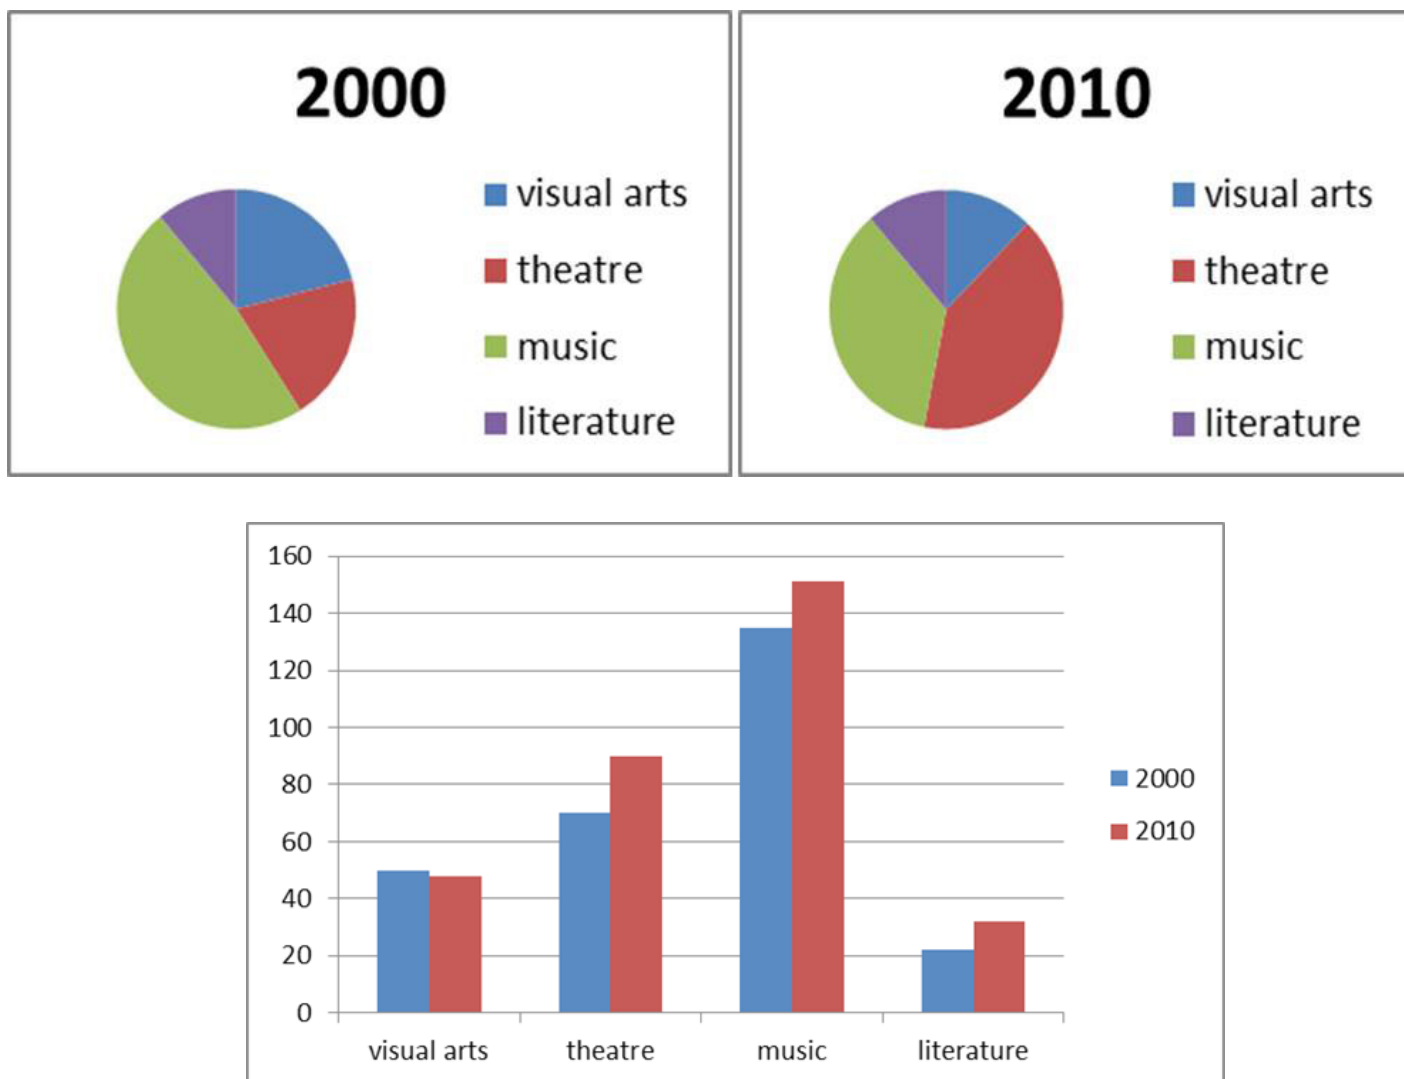 2000
visual arts
theatre
music
literature
2010
visual arts
theatre
music
literature
160
140
120
100
80
60
40
20
0
visual arts theatre music literature
2000
2010